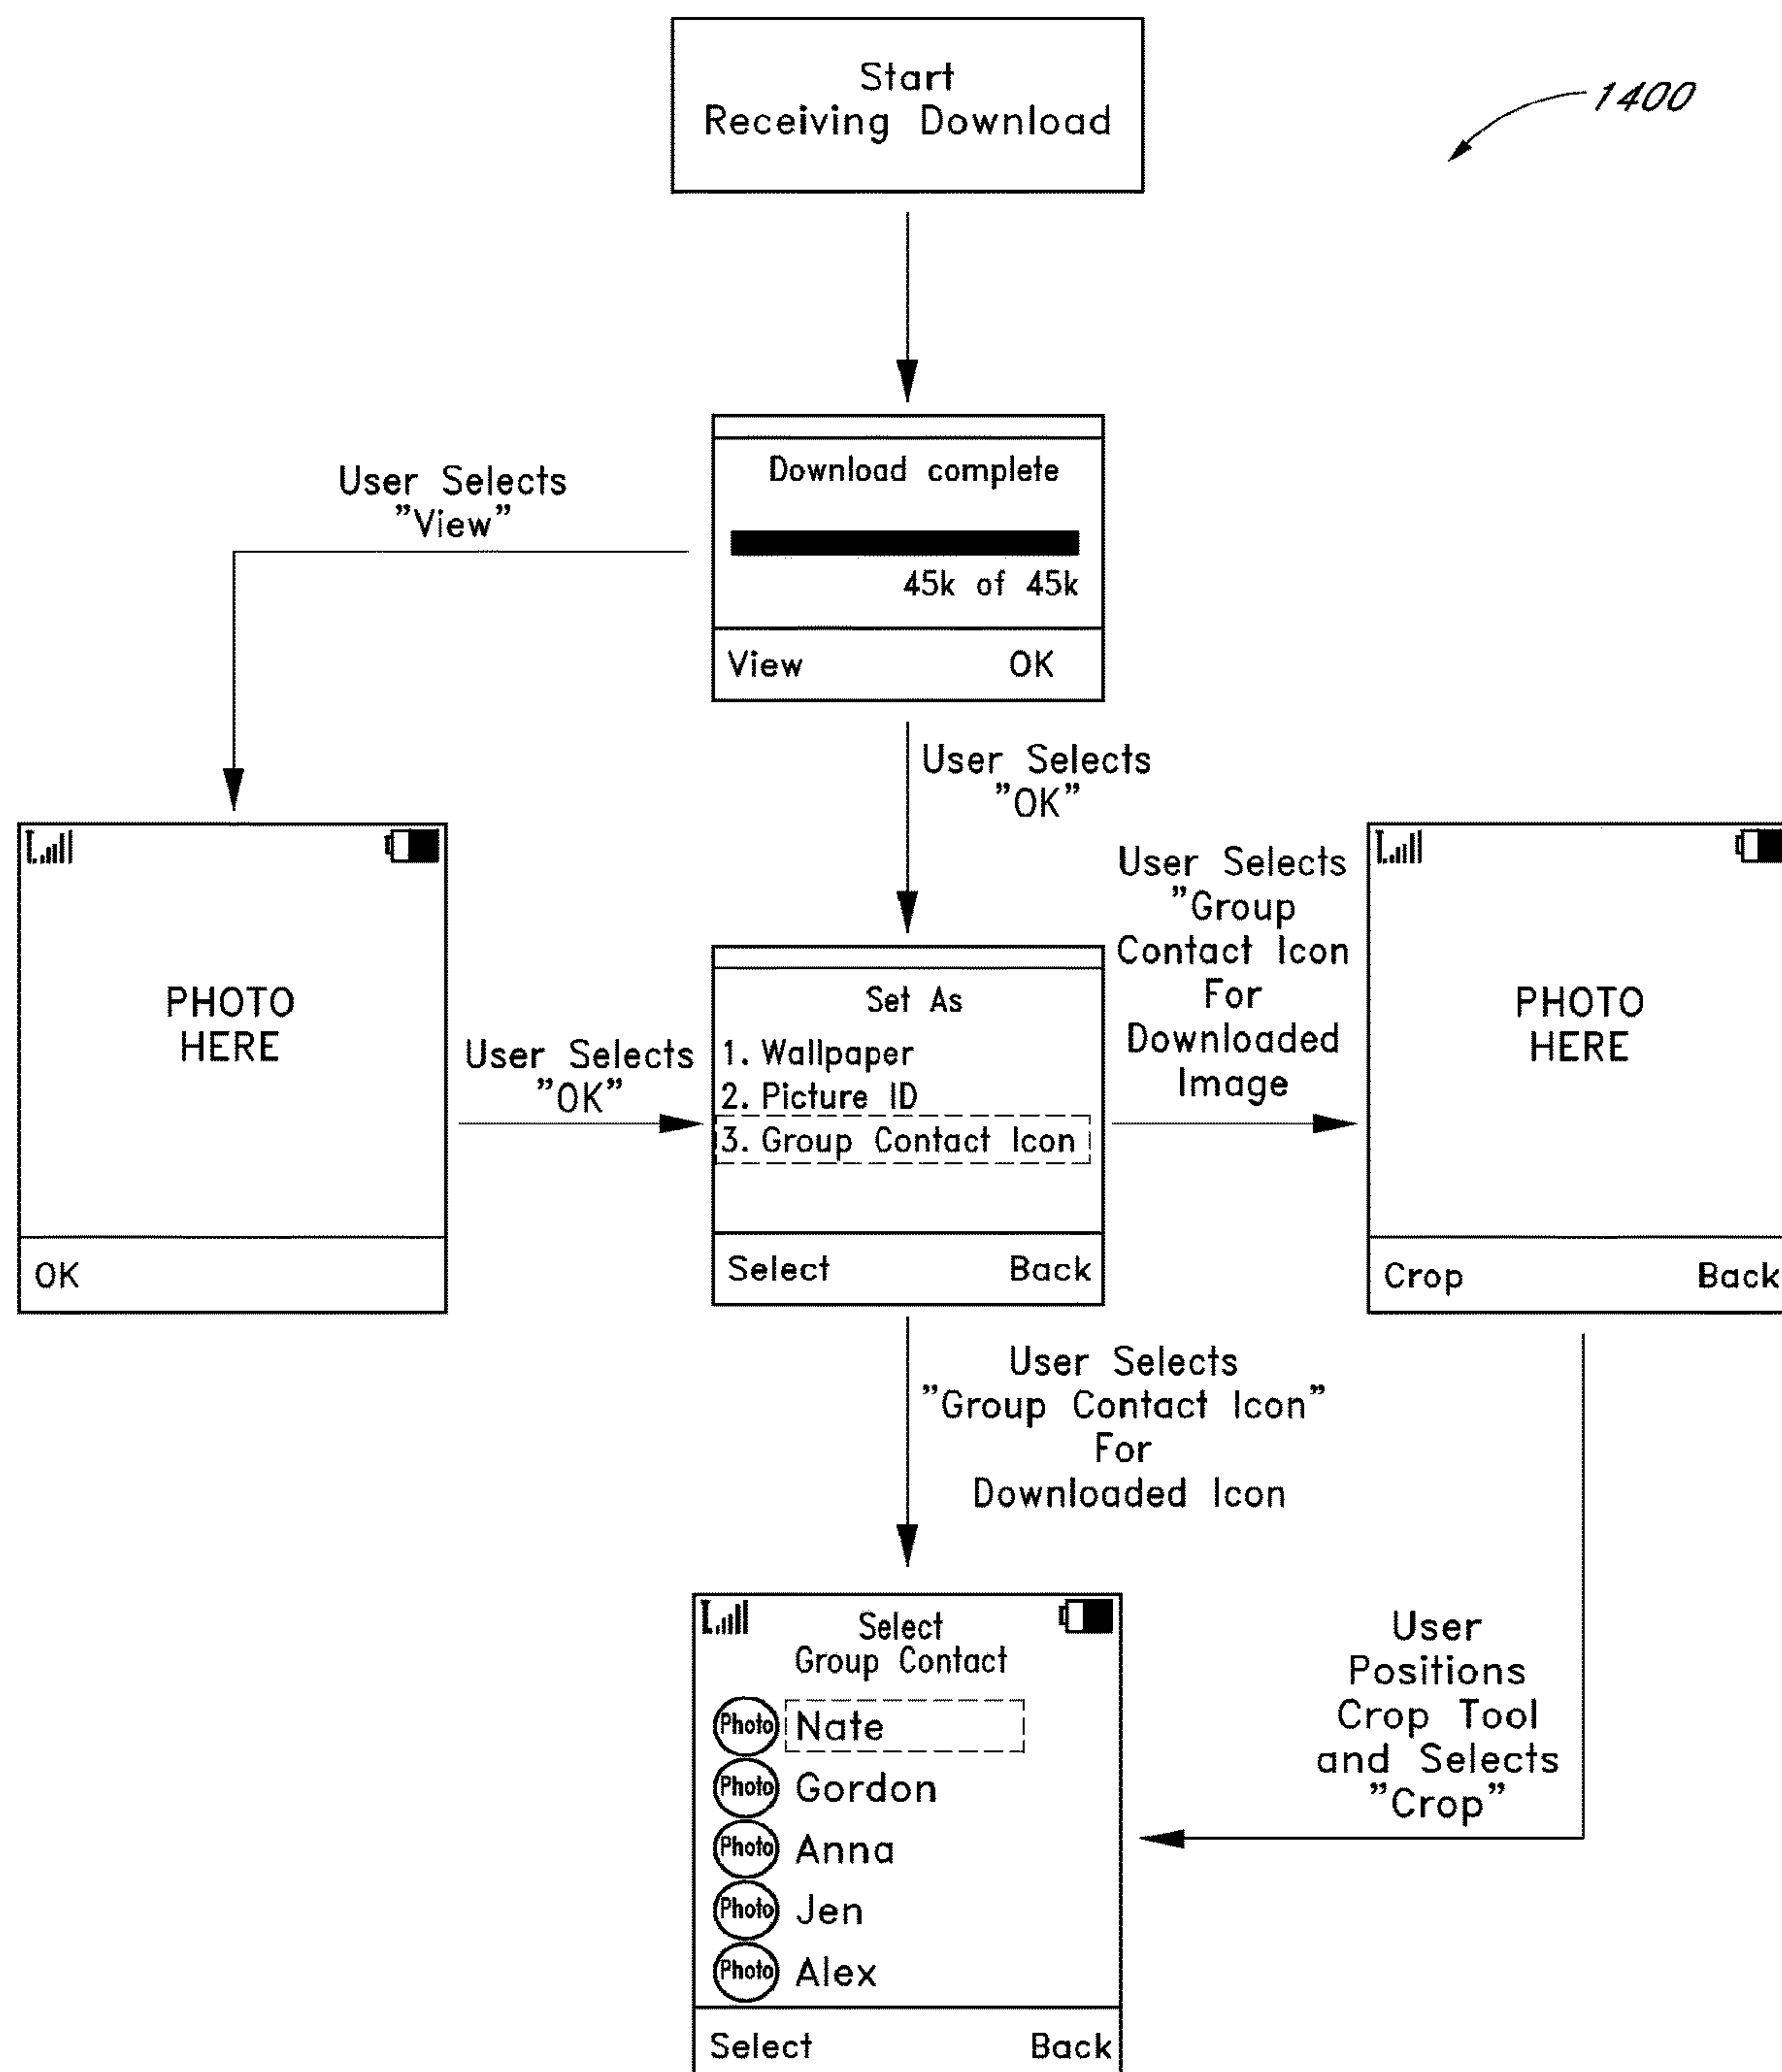 Start
Receiving Download
1400
Download complete
45k of 45k
View OK
User Selects
"View"
User Selects
"OK"
PHOTO
HERE
OK
User Selects
"OK"
Set As
1. Wallpaper
2. Picture ID
3. Group Contact Icon
Select Back
User Selects
"Group
Contact Icon
For
Downloaded
Image
PHOTO
HERE
Crop Back
User Selects
"Group Contact Icon"
For
Downloaded Icon
User
Positions
Crop Tool
and Selects
"Crop"
Select
Group Contact
Photo Nate
Photo Gordon
Photo Anna
Photo Jen
Photo Alex
Select Back